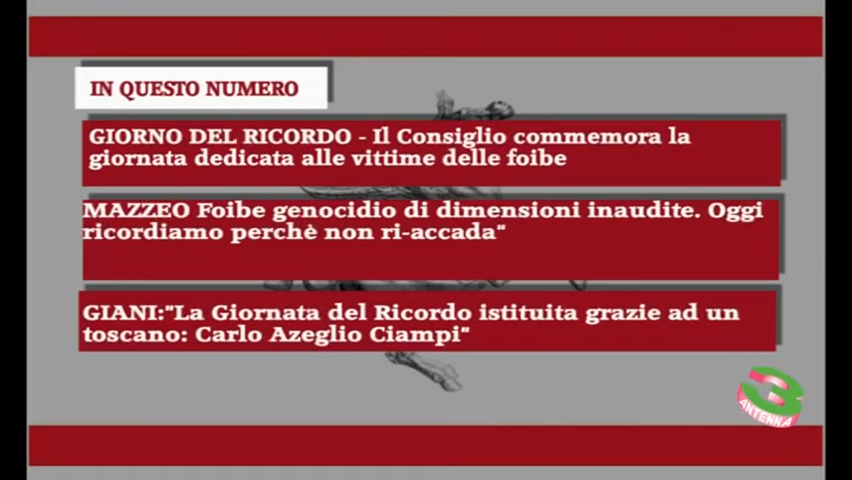 IN QUESTO NUMERO
GIORNO DEL RICORDO - Il Consiglio commemora la
giornata dedicata alle vittime delle foibe
MAZZEO Foibe genocidio di dimensioni inaudite. Oggi
ricordiamo perchè non ri-accada"
GIANI:"La Giornata del Ricordo istituita grazie ad un
toscano: Carlo Azeglio Ciampi"
3
ANTENNA